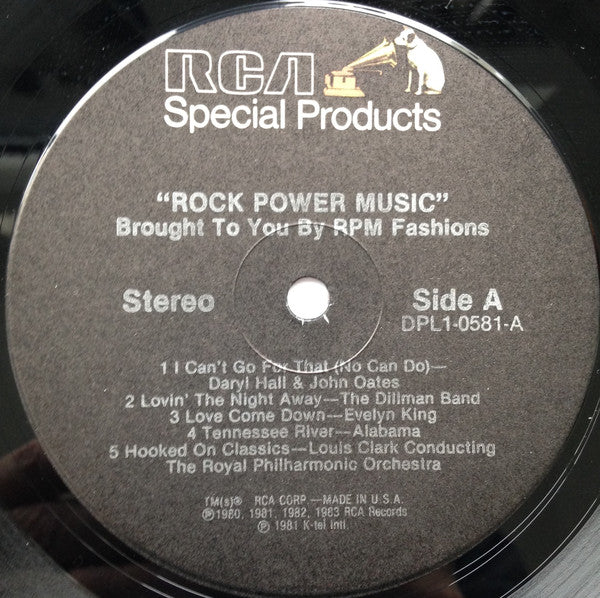 RCA
Special Products
"ROCK POWER MUSIC"
Brought To You By RPM Fashions
Stereo
Side A
DPL1-0581-A
1 I Can't Go For That (No Can Do)—
Daryl Hall & John Oates
2 Lovin' The Night Away—The Dillman Band
3 Love Come Down—Evelyn King
4 Tennessee River—Alabama
5 Hooked On Classics—Louis Clark Conducting
The Royal Philharmonic Orchestra
TM(s)® RCA CORP.—MADE IN U.S.A.
℗1980, 1981, 1982, 1983 RCA Records
℗ 1981 K-tel Intl.